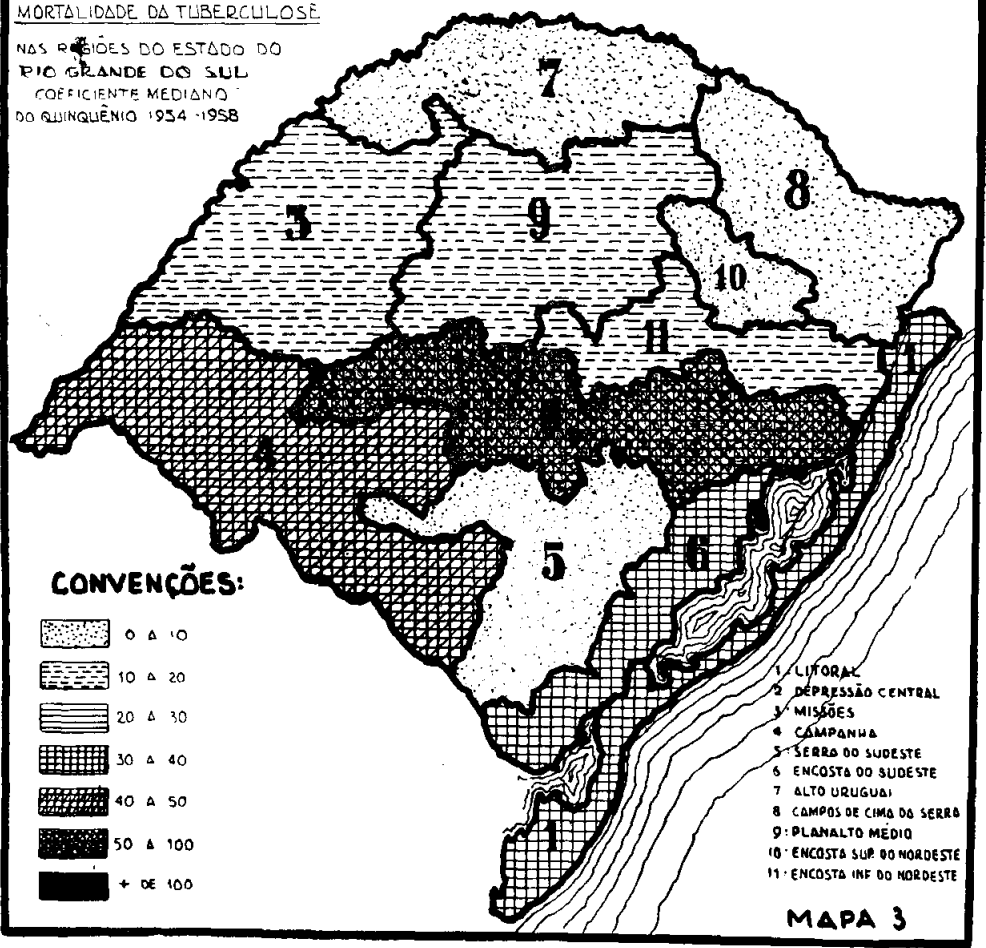 MORTALIDADE DA TUBERCULOSE
NAS REGIÕES DO ESTADO DO
RIO GRANDE DO SUL
COEFICIENTE MEDIANO
DO QUINQUÊNIO 1954-1958
7
8
3
9
10
11
1
2
4
5
6
1
CONVENÇÕES:
0 A 10
10 A 20
20 A 30
30 A 40
40 A 50
50 A 100
+ DE 100
1. LITORAL
2 DEPRESSÃO CENTRAL
3. MISSÕES
4 CAMPANHA
5. SERRA DO SUDESTE
6 ENCOSTA DO SUDESTE
7 ALTO URUGUAI
8 CAMPOS DE CIMA DA SERRA
9: PLANALTO MÉDIO
10. ENCOSTA SUP. DO NORDESTE
11. ENCOSTA INF DO NORDESTE
MAPA 3